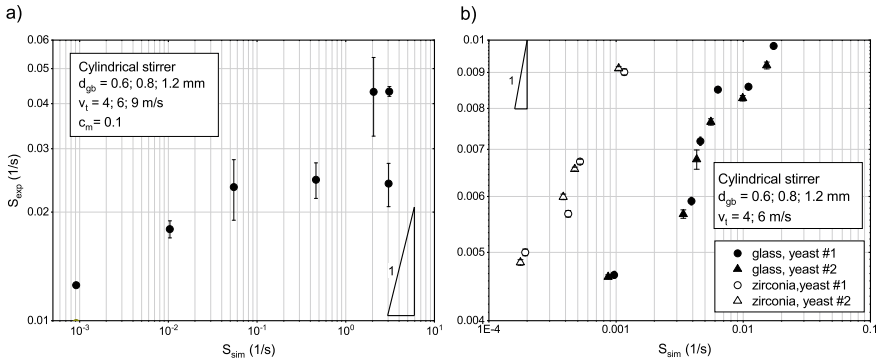 a)
0.06
0.05
0.04
0.03
0.02
0.01
S_exp (1/s)
Cylindrical stirrer
d_gb = 0.6; 0.8; 1.2 mm
v_t = 4; 6; 9 m/s
c_m = 0.1
1
10^-3
10^-2
10^-1
10^0
10^1
S_sim (1/s)
b)
0.01
0.009
0.008
0.007
0.006
0.005
0.004
1
Cylindrical stirrer
d_gb = 0.6; 0.8; 1.2 mm
v_t = 4; 6 m/s
glass, yeast #1
glass, yeast #2
zirconia,yeast #1
zirconia, yeast #2
1E-4
0.001
0.01
0.1
S_sim (1/s)